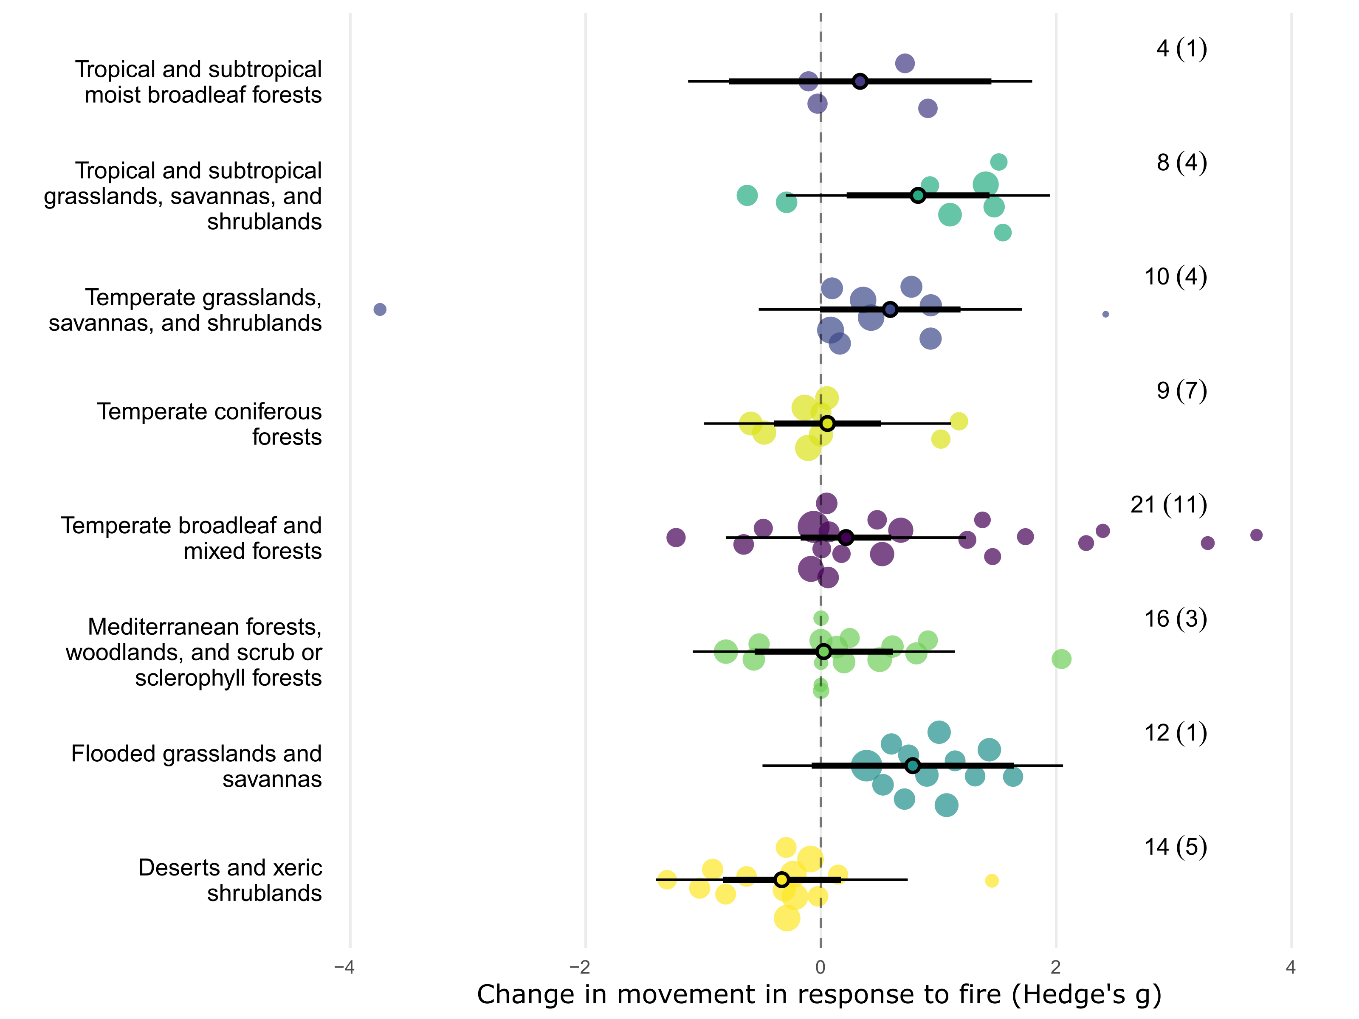 4 (1)
Tropical and subtropical
moist broadleaf forests
8 (4)
Tropical and subtropical
grasslands, savannas, and
shrublands
10 (4)
Temperate grasslands,
savannas, and shrublands
9 (7)
Temperate coniferous
forests
21 (11)
Temperate broadleaf and
mixed forests
16 (3)
Mediterranean forests,
woodlands, and scrub or
sclerophyll forests
12 (1)
Flooded grasslands and
savannas
14 (5)
Deserts and xeric
shrublands
−4 −2 0 2 4
Change in movement in response to fire (Hedge's g)